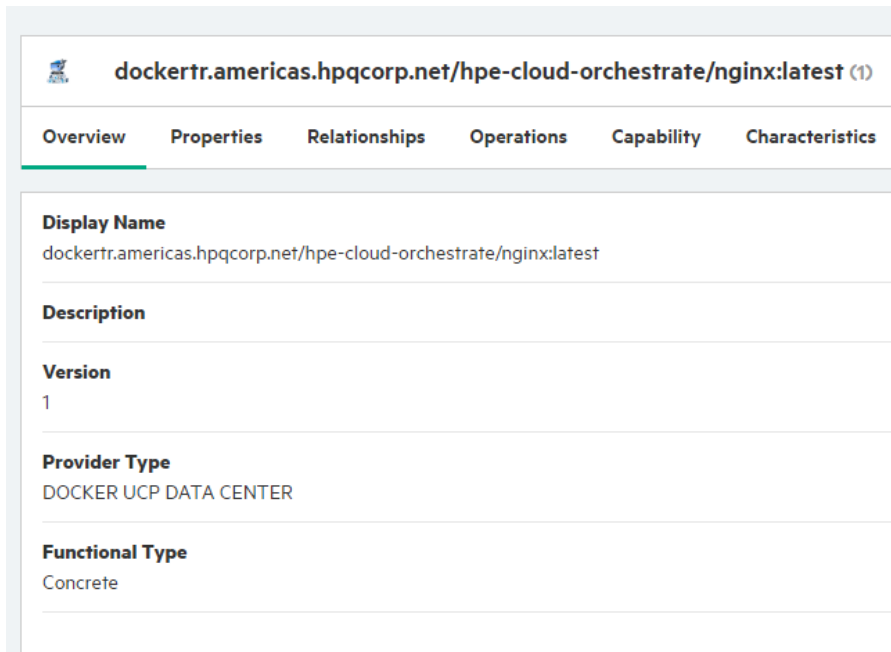 dockertr.americas.hpqcorp.net/hpe-cloud-orchestrate/nginx:latest (1)
Overview Properties Relationships Operations Capability Characteristics
Display Name
dockertr.americas.hpqcorp.net/hpe-cloud-orchestrate/nginx:latest
Description
Version
1
Provider Type
DOCKER UCP DATA CENTER
Functional Type
Concrete